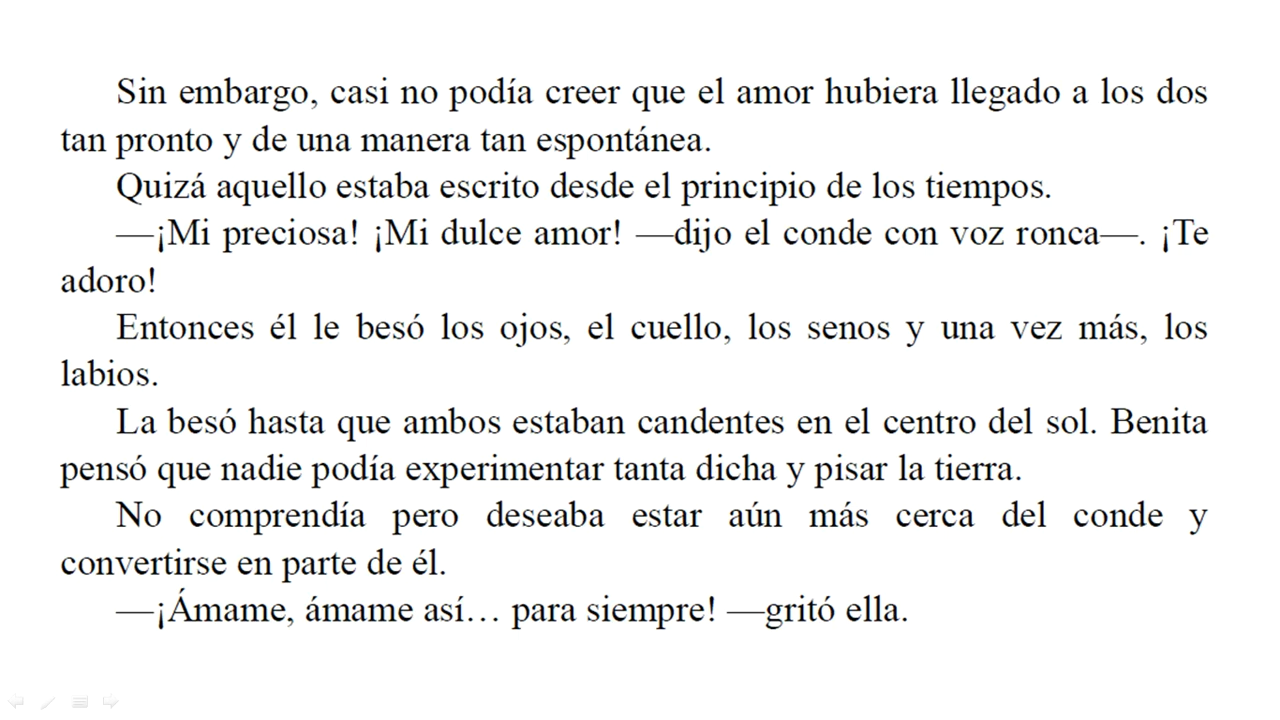 Sin embargo, casi no podía creer que el amor hubiera llegado a los dos
tan pronto y de una manera tan espontánea.
Quizá aquello estaba escrito desde el principio de los tiempos.
—¡Mi preciosa! ¡Mi dulce amor! —dijo el conde con voz ronca—. ¡Te
adoro!
Entonces él le besó los ojos, el cuello, los senos y una vez más, los
labios.
La besó hasta que ambos estaban candentes en el centro del sol. Benita
pensó que nadie podía experimentar tanta dicha y pisar la tierra.
No comprendía pero deseaba estar aún más cerca del conde y
convertirse en parte de él.
—¡Ámame, ámame así… para siempre! —gritó ella.